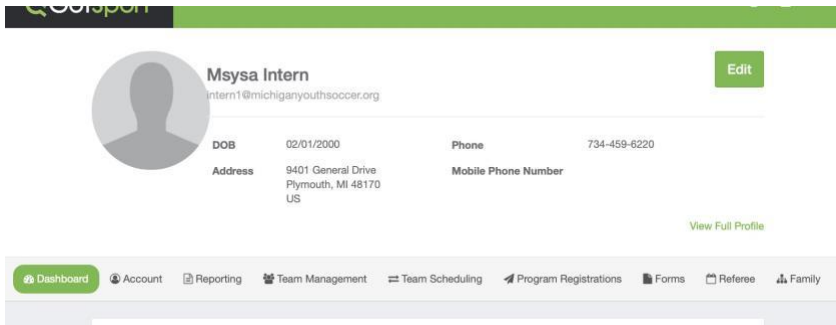 Msysa Intern
intern1@michiganyouthsoccer.org
Edit
DOB 02/01/2000 Phone 734-459-6220
Address 9401 General Drive Mobile Phone Number
Plymouth, MI 48170
US
View Full Profile
Dashboard Account Reporting Team Management Team Scheduling Program Registrations Forms Referee Family